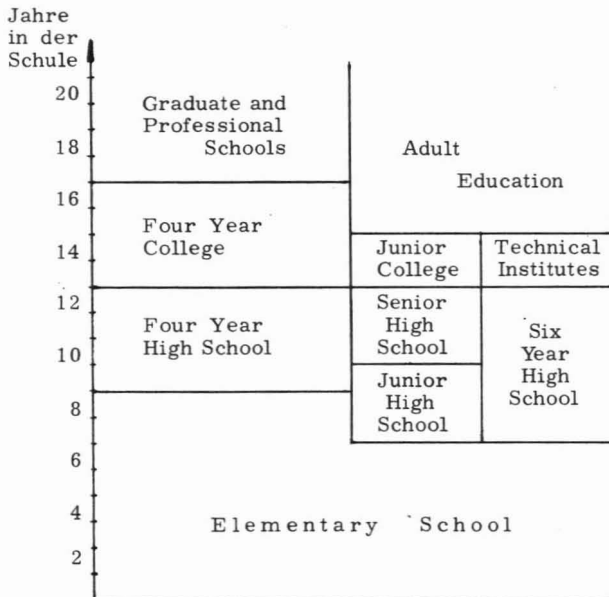 Jahre
in der
Schule
20
18
16
14
12
10
8
6
4
2
Graduate and
Professional
Schools
Adult
Education
Four Year
College
Junior
College
Technical
Institutes
Four Year
High School
Senior
High
School
Six
Year
High
School
Junior
High
School
Elementary School